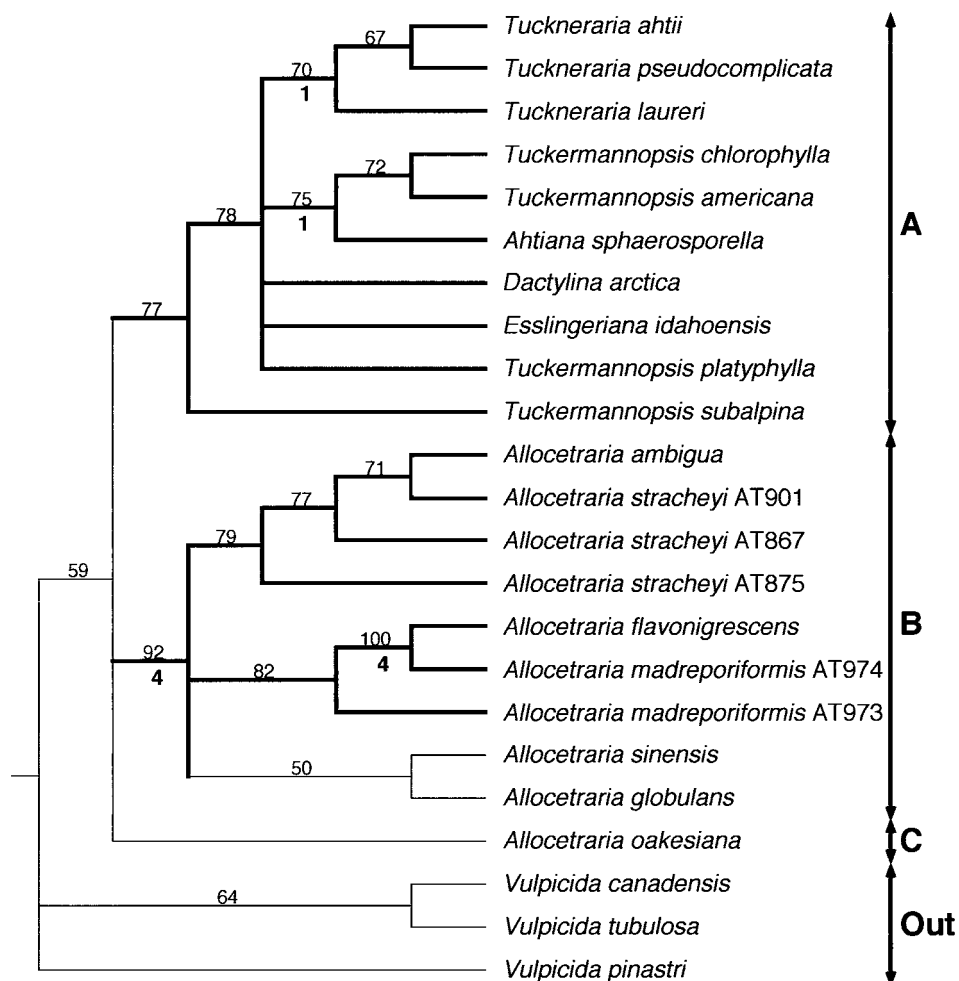 67
Tuckneraria ahtii
Tuckneraria pseudocomplicata
70
1
Tuckneraria laureri
72
Tuckermannopsis chlorophylla
Tuckermannopsis americana
75
1
Ahtiana sphaerosporella
78
A
Dactylina arctica
77
Esslingeriana idahoensis
Tuckermannopsis platyphylla
Tuckermannopsis subalpina
71
Allocetraria ambigua
77
Allocetraria stracheyi AT901
79
Allocetraria stracheyi AT867
59
Allocetraria stracheyi AT875
B
100
4
Allocetraria flavonigrescens
92
4
82
Allocetraria madreporiformis AT974
Allocetraria madreporiformis AT973
50
Allocetraria sinensis
Allocetraria globulans
Allocetraria oakesiana
C
64
Vulpicida canadensis
Vulpicida tubulosa
Out
Vulpicida pinastri